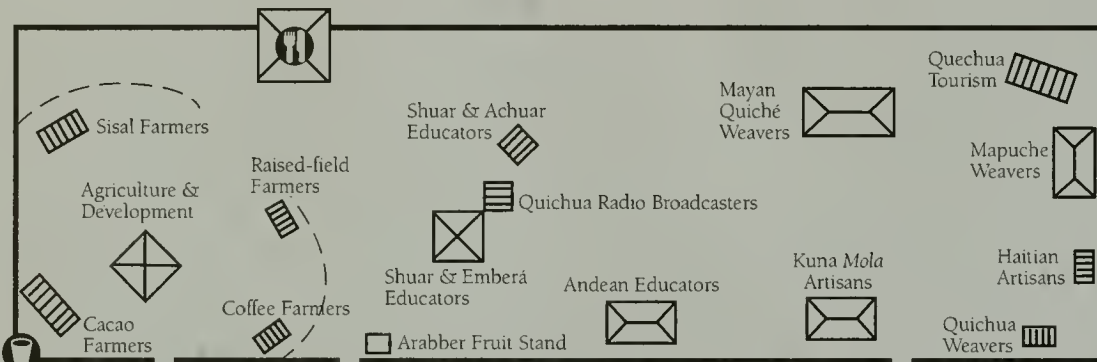 Sisal Farmers
Agriculture &
Development
Cacao
Farmers
Raised-field
Farmers
Coffee Farmers
Shuar & Achuar
Educators
Quichua Radio Broadcasters
Shuar & Emberá
Educators
Arabber Fruit Stand
Andean Educators
Mayan
Quiché
Weavers
Kuna Mola
Artisans
Quechua
Tourism
Mapuche
Weavers
Haitian
Artisans
Quichua
Weavers